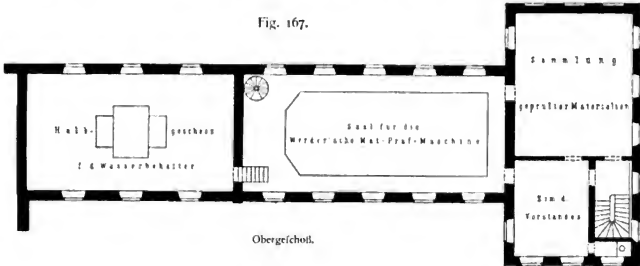 Fig. 167.
Sammlung
geprüfter Materialien
Halb- geschoss
f. d. Wasserbehälter
Saal für die
Werder'sche Mat-Prüf-Maschine
Zim. d.
Vorstandes
Obergeſchoß.